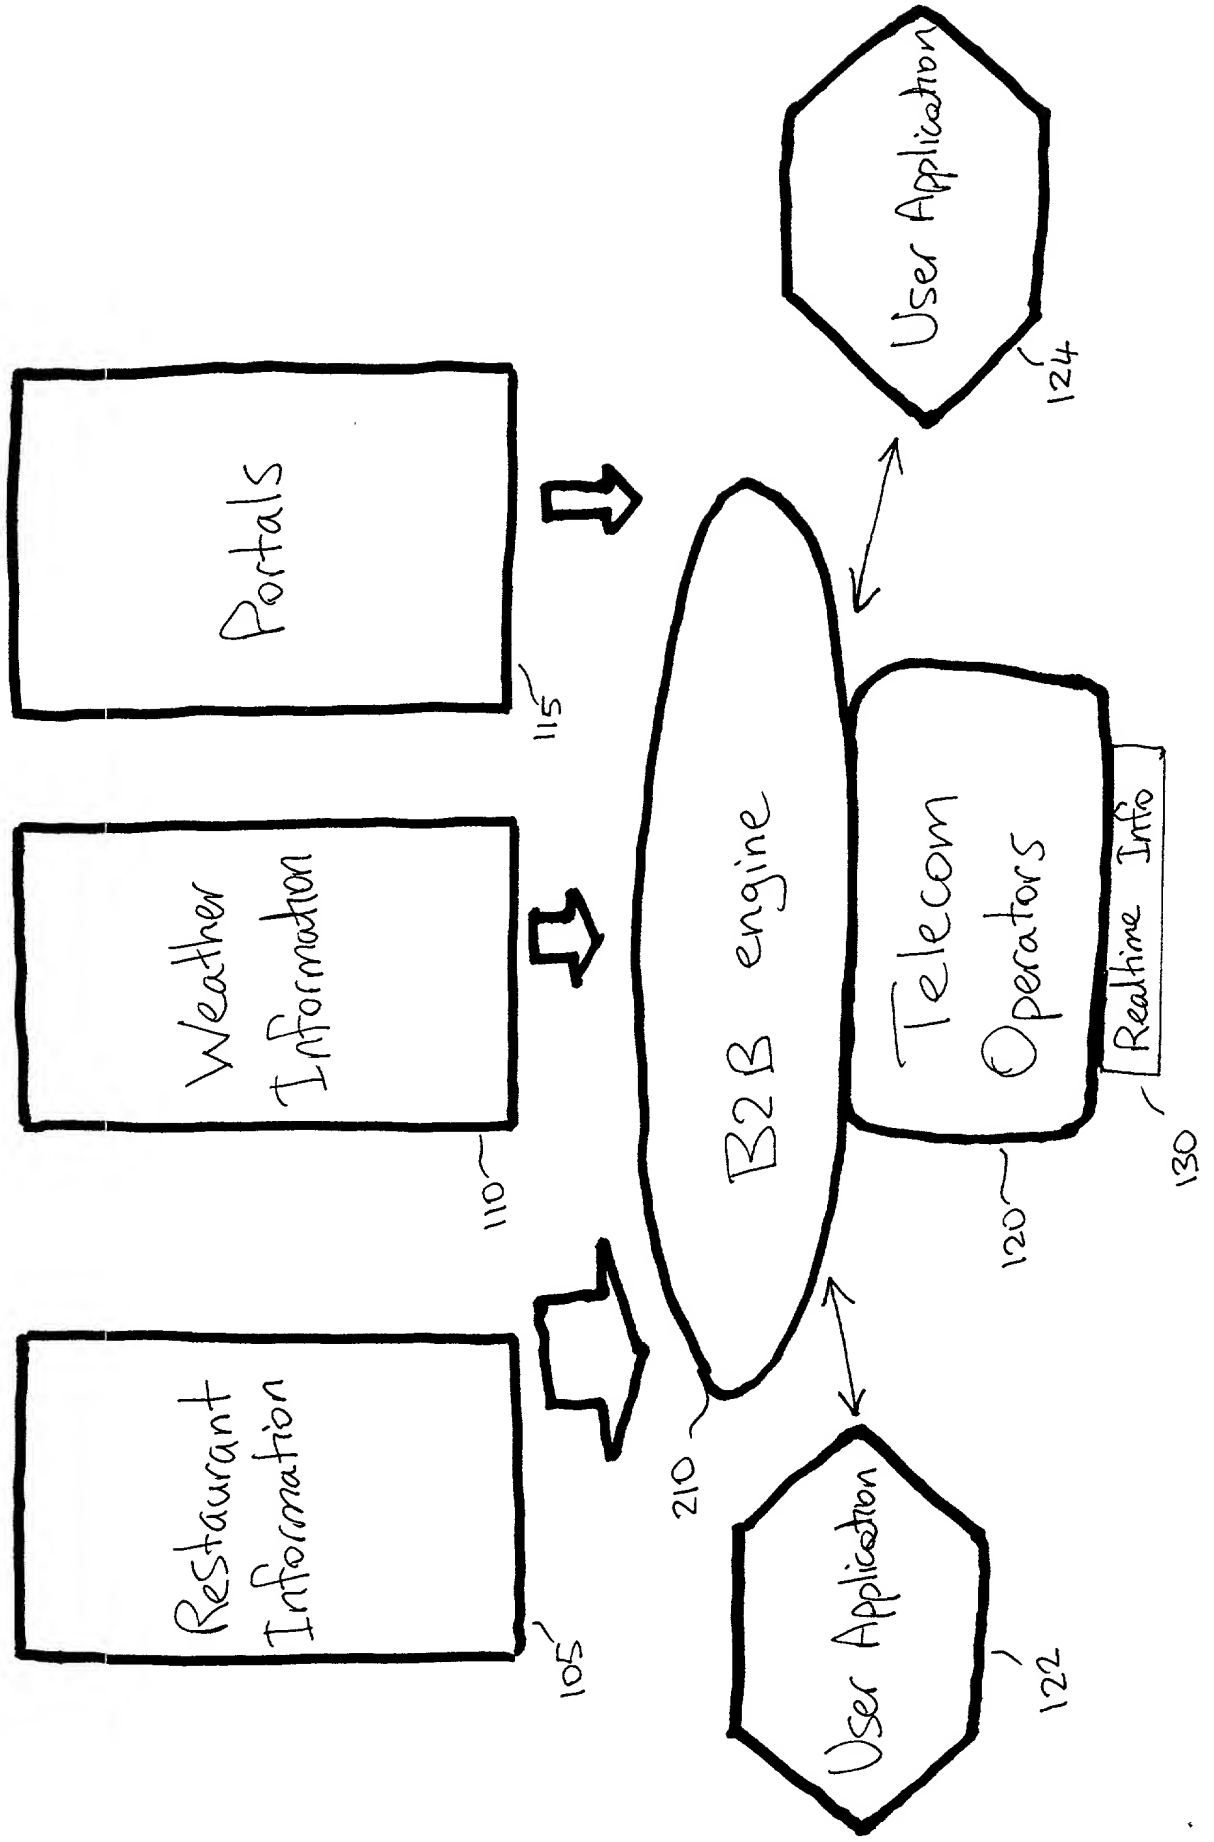 Restaurant
Information
105
Weather
Information
110
Portals
115
B2B engine
210
User Application
122
Telecom
Operators
120
Realtime Info
130
User Application
124